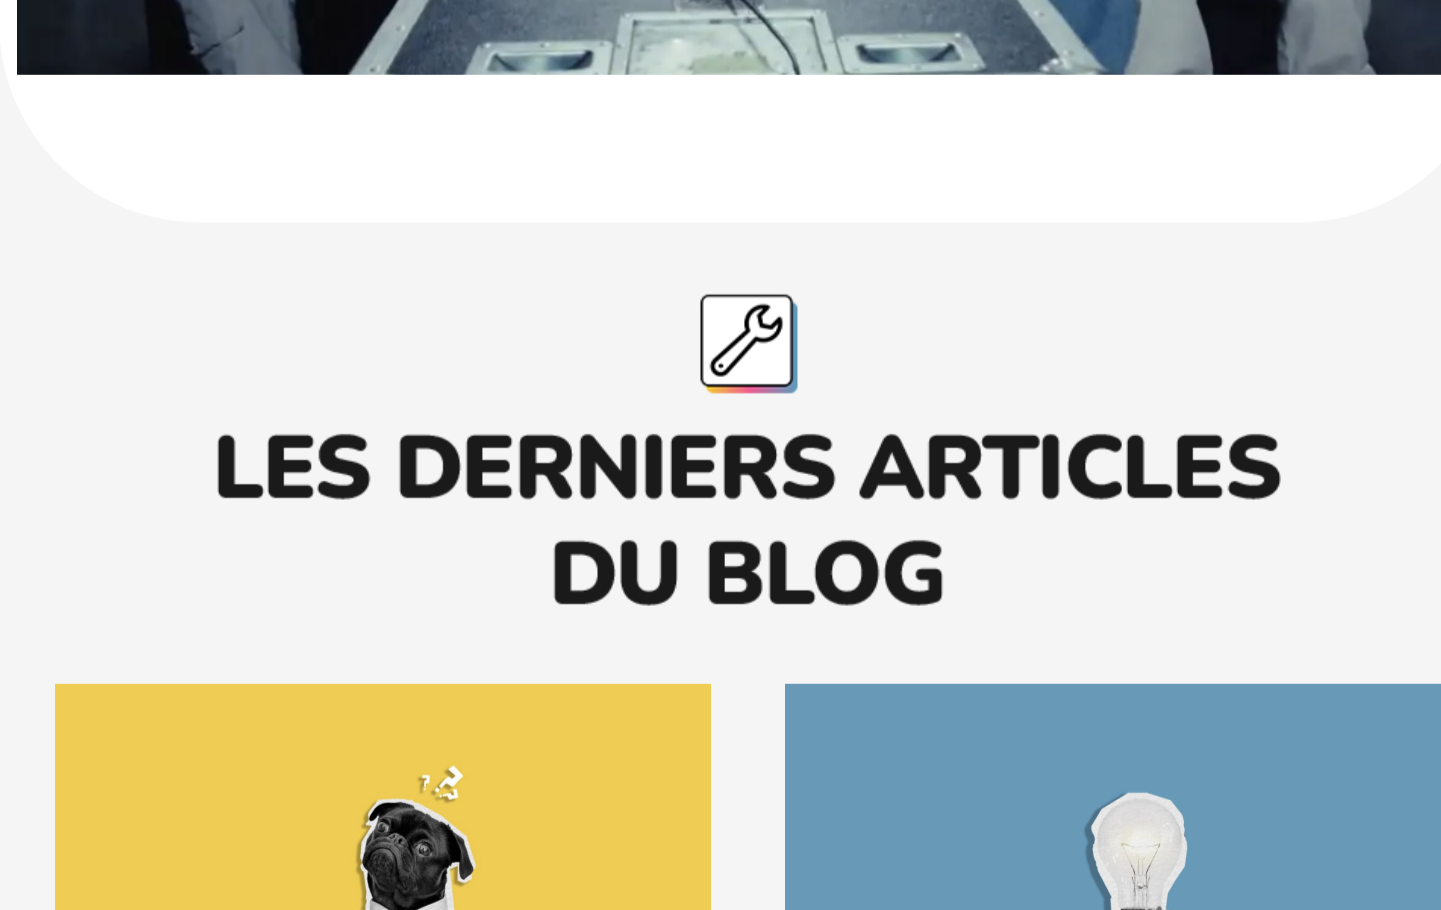 LES DERNIERS ARTICLES
DU BLOG
? ? ?